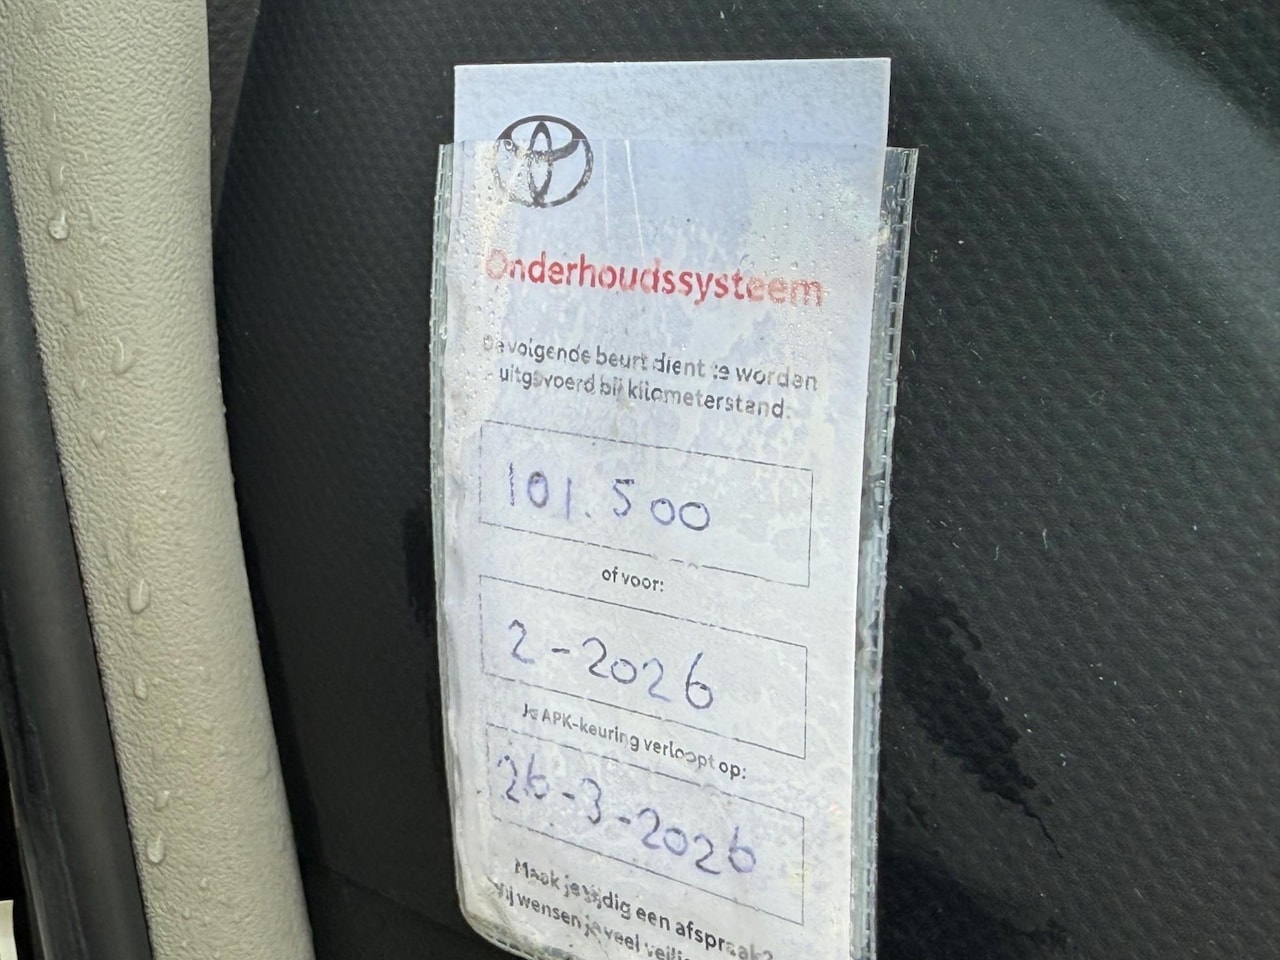 Onderhoudssysteem
De volgende beurt dient te worden
uitgevoerd bij kilometerstand:
101.500
of voor:
2-2026
Je APK-keuring verloopt op:
26-3-2026
Maak je tijdig een afspraak?
Wij wensen je veel veilig